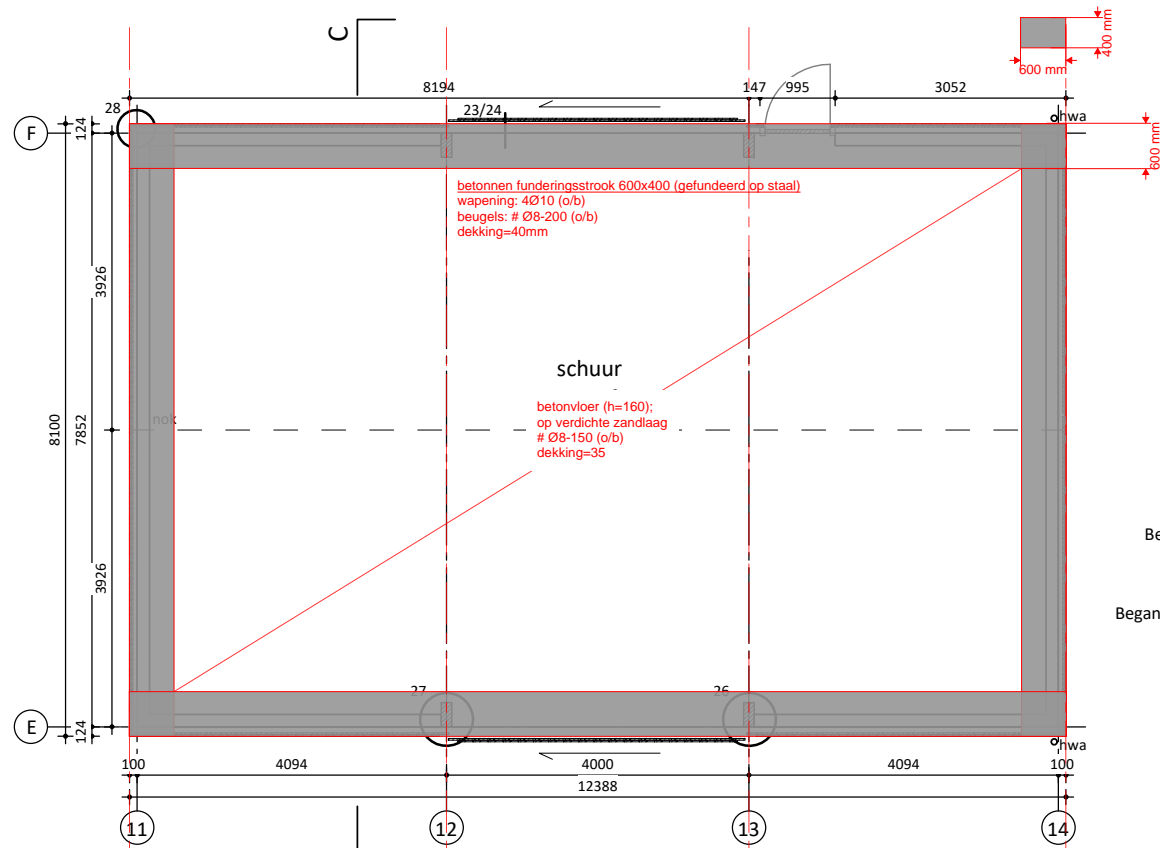 C
400 mm
600 mm
8194
147
995
3052
28
23/24
hwa
F
124
600 mm
betonnen funderingsstrook 600x400 (gefundeerd op staal)
wapening: 4Ø10 (o/b)
beugels: # Ø8-200 (o/b)
dekking=40mm
3926
schuur
betonvloer (h=160);
op verdichte zandlaag
# Ø8-150 (o/b)
dekking=35
nok
8100
7852
3926
Be
Began
27
26
E
124
hwa
100
4094
4000
4094
100
12388
11
12
13
14